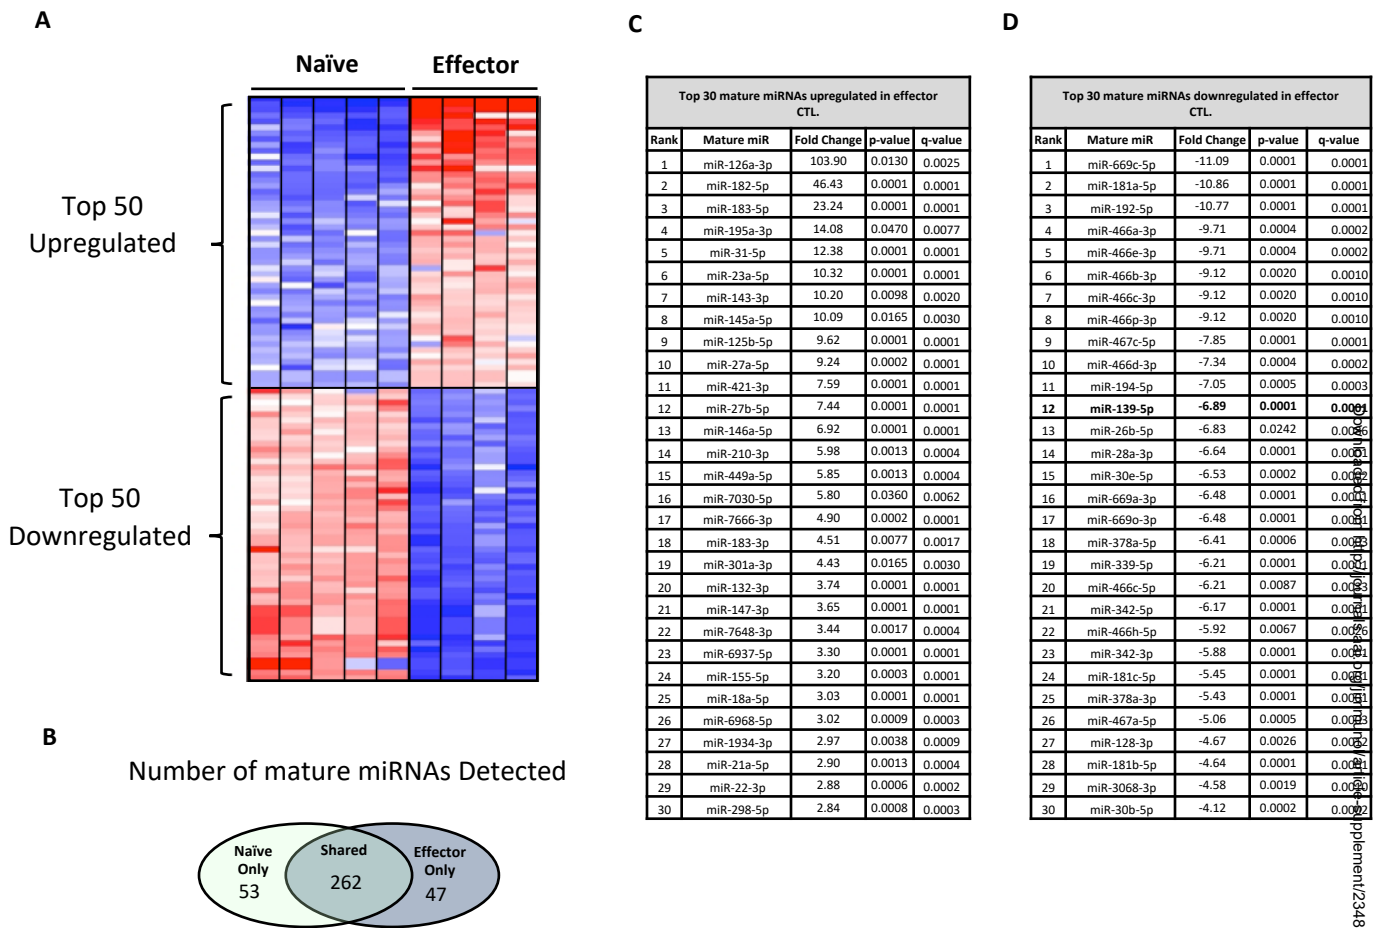 A
Naïve Effector
Top 50
Upregulated
Top 50
Downregulated
B
Number of mature miRNAs Detected
Naïve
Only
53
Shared
262
Effector
Only
47
C
Top 30 mature miRNAs upregulated in effector
CTL.
Rank Mature miR Fold Change p-value q-value
1 miR-126a-3p 103.90 0.0130 0.0025
2 miR-182-5p 46.43 0.0001 0.0001
3 miR-183-5p 23.24 0.0001 0.0001
4 miR-195a-3p 14.08 0.0470 0.0077
5 miR-31-5p 12.38 0.0001 0.0001
6 miR-23a-5p 10.32 0.0001 0.0001
7 miR-143-3p 10.20 0.0098 0.0020
8 miR-145a-5p 10.09 0.0165 0.0030
9 miR-125b-5p 9.62 0.0001 0.0001
10 miR-27a-5p 9.24 0.0002 0.0001
11 miR-421-3p 7.59 0.0001 0.0001
12 miR-27b-5p 7.44 0.0001 0.0001
13 miR-146a-5p 6.92 0.0001 0.0001
14 miR-210-3p 5.98 0.0013 0.0004
15 miR-449a-5p 5.85 0.0013 0.0004
16 miR-7030-5p 5.80 0.0360 0.0062
17 miR-7666-3p 4.90 0.0002 0.0001
18 miR-183-3p 4.51 0.0077 0.0017
19 miR-301a-3p 4.43 0.0165 0.0030
20 miR-132-3p 3.74 0.0001 0.0001
21 miR-147-3p 3.65 0.0001 0.0001
22 miR-7648-3p 3.44 0.0017 0.0004
23 miR-6937-5p 3.30 0.0001 0.0001
24 miR-155-5p 3.20 0.0003 0.0001
25 miR-18a-5p 3.03 0.0001 0.0001
26 miR-6968-5p 3.02 0.0009 0.0003
27 miR-1934-3p 2.97 0.0038 0.0009
28 miR-21a-5p 2.90 0.0013 0.0004
29 miR-22-3p 2.88 0.0006 0.0002
30 miR-298-5p 2.84 0.0008 0.0003
D
Top 30 mature miRNAs downregulated in effector
CTL.
Rank Mature miR Fold Change p-value q-value
1 miR-669c-5p -11.09 0.0001 0.0001
2 miR-181a-5p -10.86 0.0001 0.0001
3 miR-192-5p -10.77 0.0001 0.0001
4 miR-466a-3p -9.71 0.0004 0.0002
5 miR-466e-3p -9.71 0.0004 0.0002
6 miR-466b-3p -9.12 0.0020 0.0010
7 miR-466c-3p -9.12 0.0020 0.0010
8 miR-466p-3p -9.12 0.0020 0.0010
9 miR-467c-5p -7.85 0.0001 0.0001
10 miR-466d-3p -7.34 0.0004 0.0002
11 miR-194-5p -7.05 0.0005 0.0003
12 miR-139-5p -6.89 0.0001 0.0001
13 miR-26b-5p -6.83 0.0242
14 miR-28a-3p -6.64 0.0001
15 miR-30e-5p -6.53 0.0002
16 miR-669a-3p -6.48 0.0001
17 miR-669o-3p -6.48 0.0001
18 miR-378a-5p -6.41 0.0006
19 miR-339-5p -6.21 0.0001
20 miR-466c-5p -6.21 0.0087
21 miR-342-5p -6.17 0.0001
22 miR-466h-5p -5.92 0.0067
23 miR-342-3p -5.88 0.0001
24 miR-181c-5p -5.45 0.0001
25 miR-378a-3p -5.43 0.0001
26 miR-467a-5p -5.06 0.0005
27 miR-128-3p -4.67 0.0026
28 miR-181b-5p -4.64 0.0001
29 miR-3068-3p -4.58 0.0019
30 miR-30b-5p -4.12 0.0002